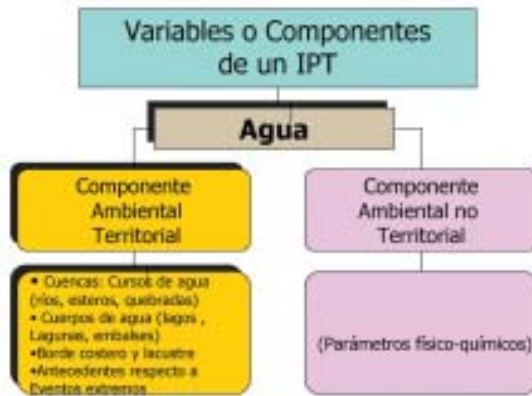 Variables o Componentes
de un IPT
Agua
Componente
Ambiental
Territorial
• Cuencas: Cursos de agua
(ríos, esteros, quebradas)
• Cuerpos de agua (lagos ,
Lagunas, embalses)
•Borde costero y lacustre
•Antecedentes respecto a
Eventos extremos
Componente
Ambiental no
Territorial
(Parámetros físico-químicos)